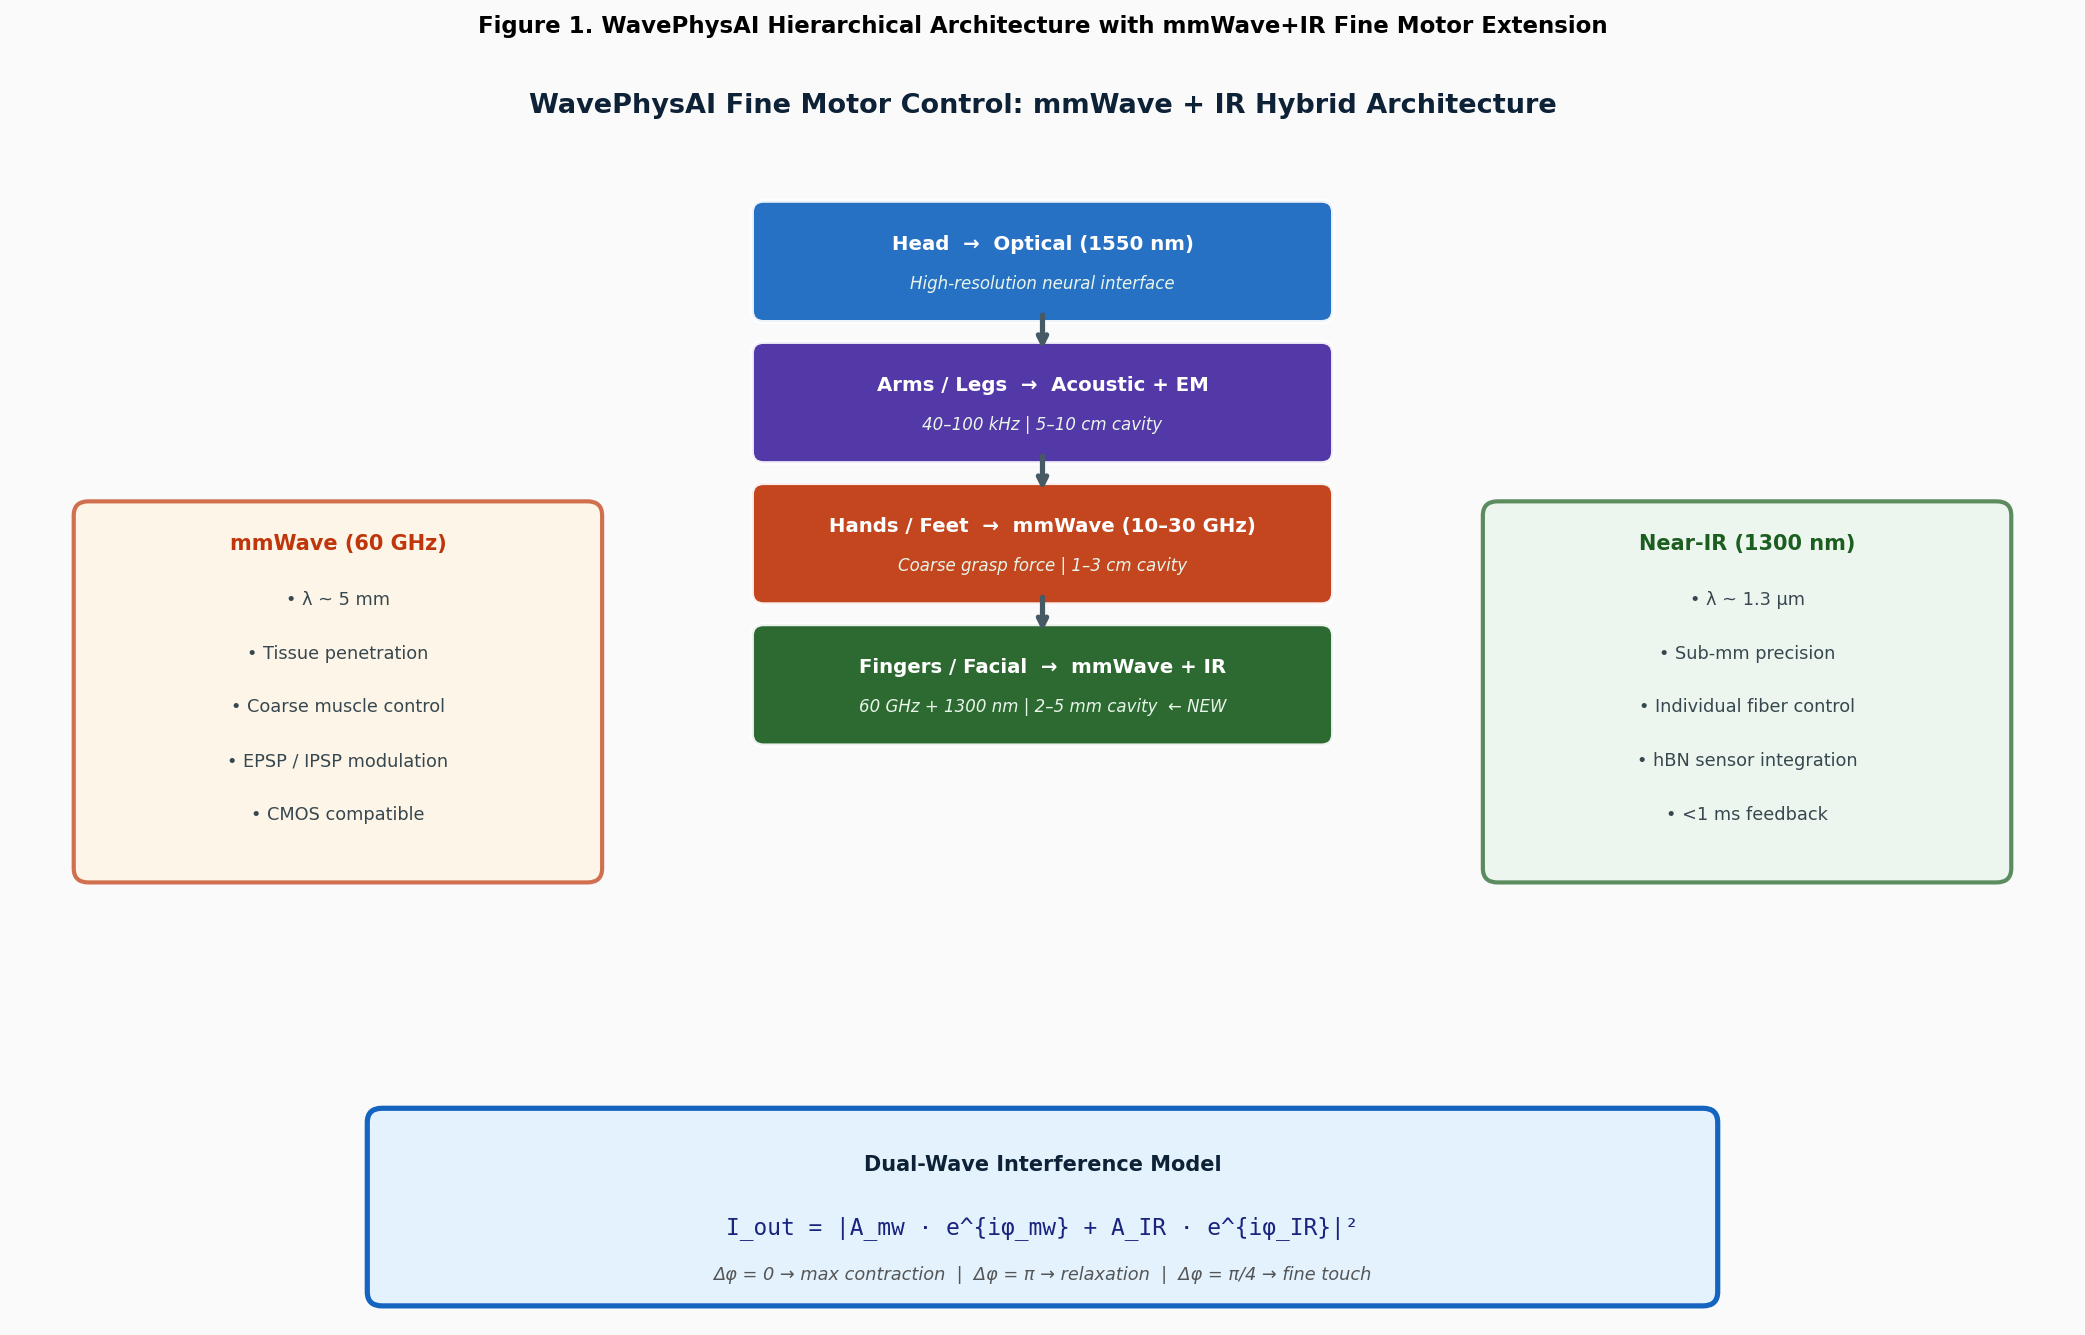 Figure 1. WavePhysAI Hierarchical Architecture with mmWave+IR Fine Motor Extension
WavePhysAI Fine Motor Control: mmWave + IR Hybrid Architecture
Head → Optical (1550 nm)
High-resolution neural interface
Arms / Legs → Acoustic + EM
40–100 kHz | 5–10 cm cavity
Hands / Feet → mmWave (10–30 GHz)
Coarse grasp force | 1–3 cm cavity
Fingers / Facial → mmWave + IR
60 GHz + 1300 nm | 2–5 mm cavity ← NEW
mmWave (60 GHz)
• λ ~ 5 mm
• Tissue penetration
• Coarse muscle control
• EPSP / IPSP modulation
• CMOS compatible
Near-IR (1300 nm)
• λ ~ 1.3 μm
• Sub-mm precision
• Individual fiber control
• hBN sensor integration
• <1 ms feedback
Dual-Wave Interference Model
I_out = |A_mw · e^{iφ_mw} + A_IR · e^{iφ_IR}|²
Δφ = 0 → max contraction | Δφ = π → relaxation | Δφ = π/4 → fine touch